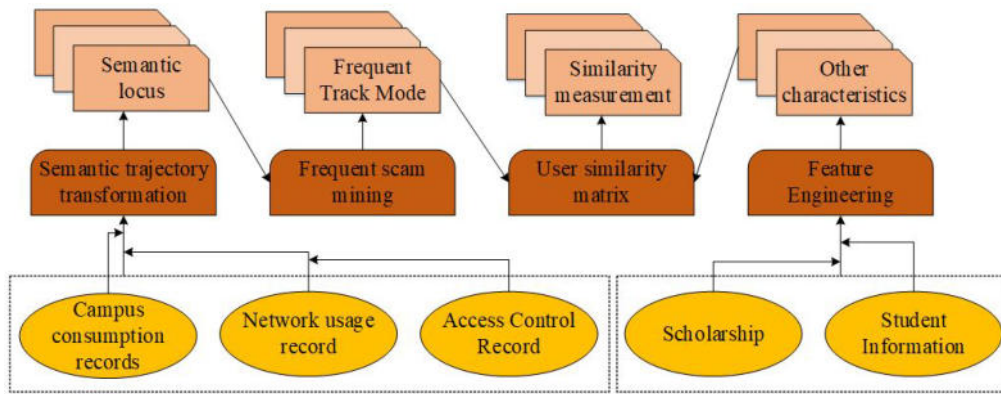 Semantic
locus
Frequent
Track Mode
Similarity
measurement
Other
characteristics
Semantic trajectory
transformation
Frequent scam
mining
User similarity
matrix
Feature
Engineering
Campus
consumption
records
Network usage
record
Access Control
Record
Scholarship
Student
Information